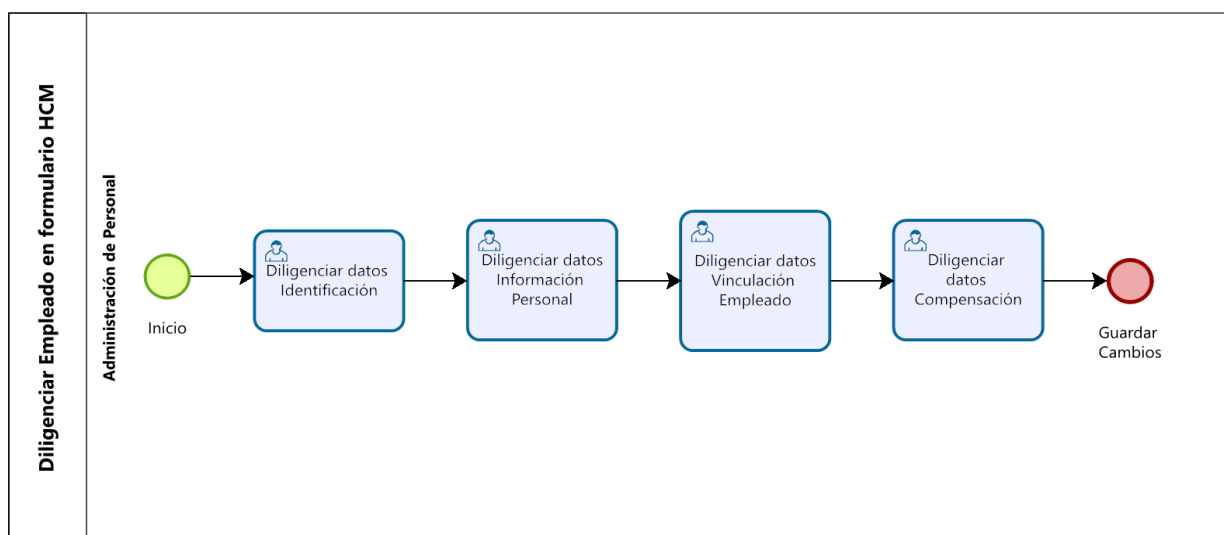 Diligenciar Empleado en formulario HCM
Administración de Personal
Inicio
Diligenciar datos
Identificación
Diligenciar datos
Información
Personal
Diligenciar datos
Vinculación
Empleado
Diligenciar
datos
Compensación
Guardar
Cambios